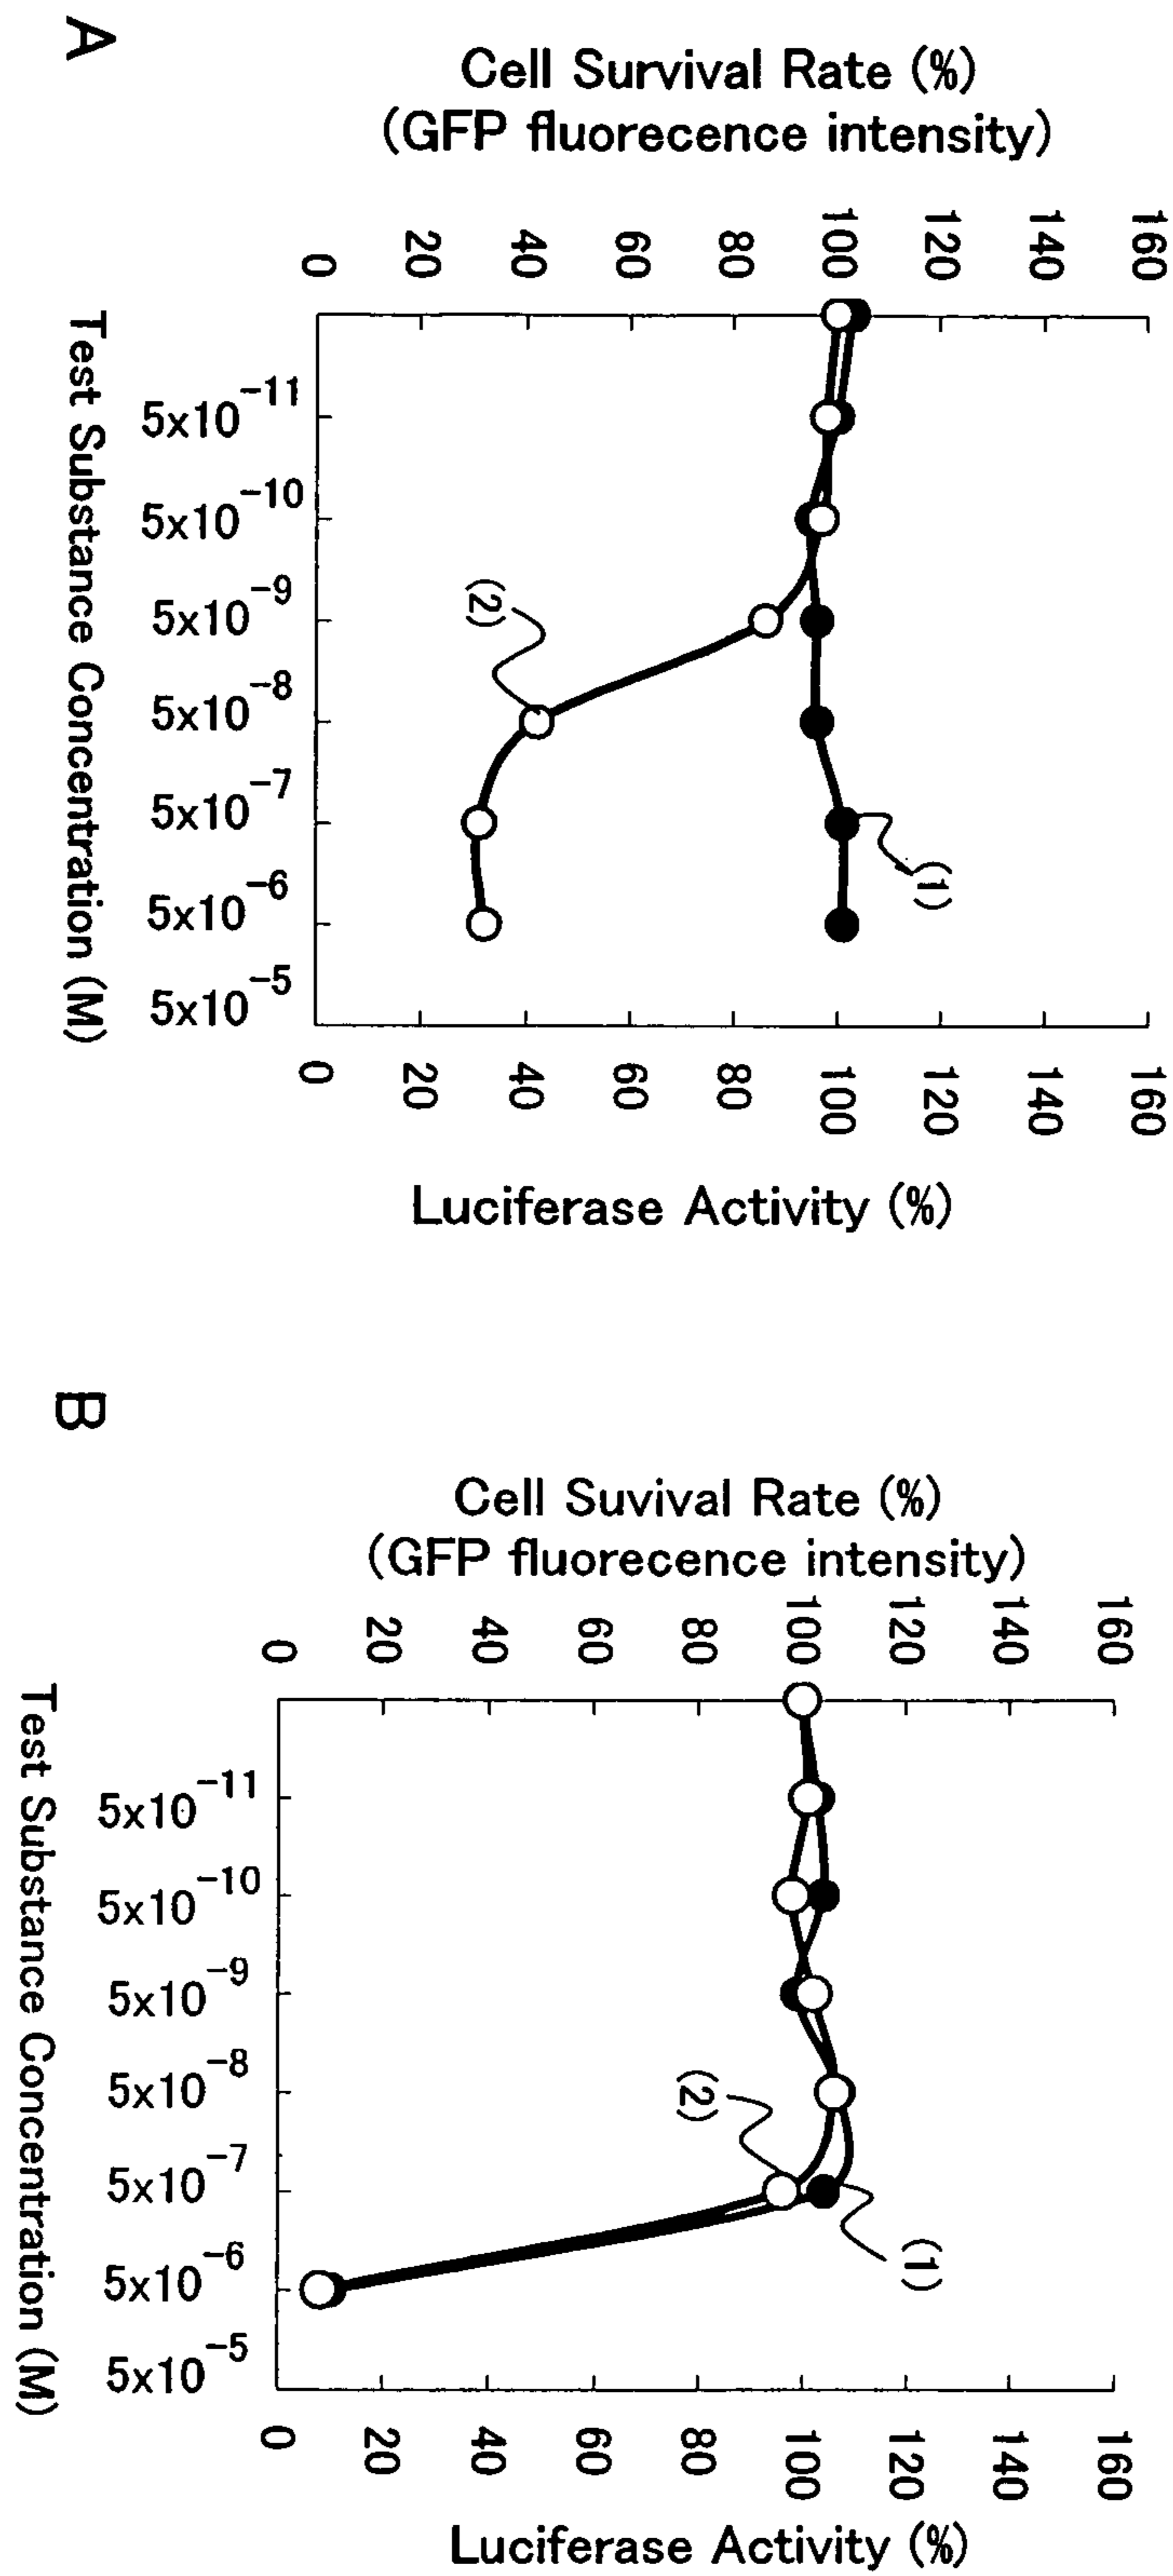 A
Cell Survival Rate (%)
(GFP fluorecence intensity)
160
140
120
100
80
60
40
20
0
(1)
(2)
160
140
120
100
80
60
40
20
0
Luciferase Activity (%)
5x10-11
5x10-10
5x10-9
5x10-8
5x10-7
5x10-6
5x10-5
Test Substance Concentration (M)
B
Cell Suvival Rate (%)
(GFP fluorecence intensity)
160
140
120
100
80
60
40
20
0
(1)
(2)
160
140
120
100
80
60
40
20
0
Luciferase Activity (%)
5x10-11
5x10-10
5x10-9
5x10-8
5x10-7
5x10-6
5x10-5
Test Substance Concentration (M)